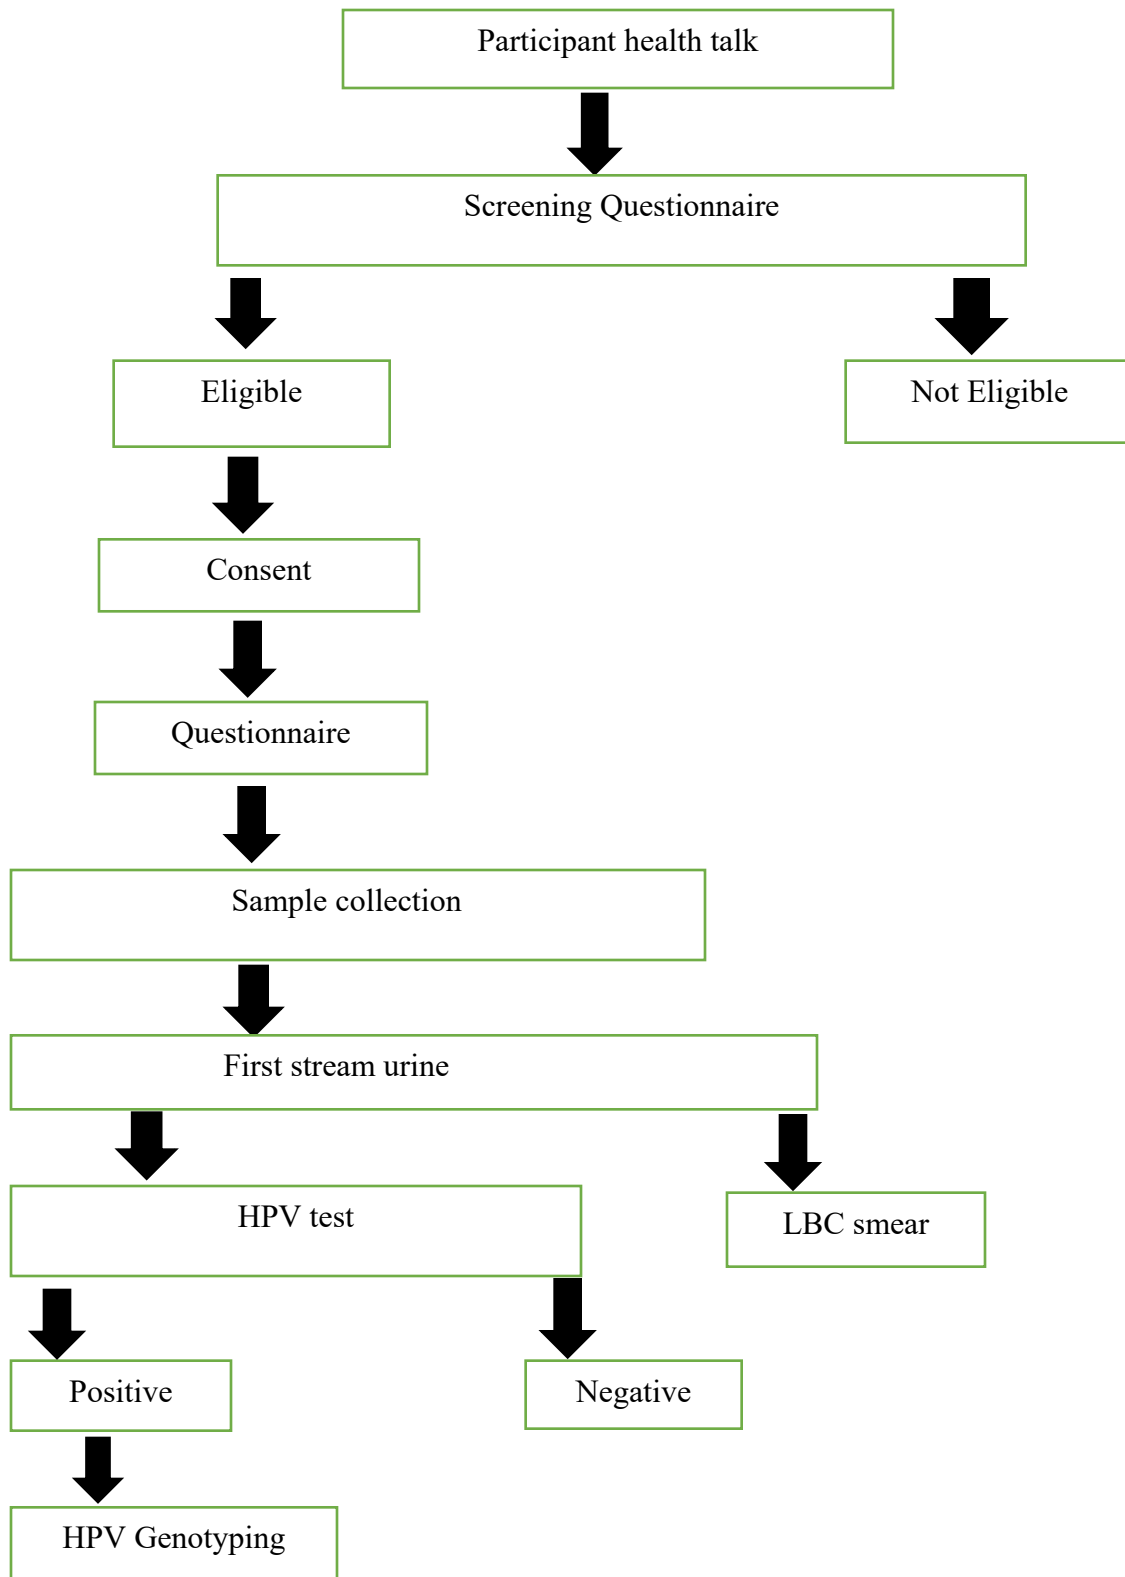 Participant health talk
Screening Questionnaire
Eligible
Not Eligible
Consent
Questionnaire
Sample collection
First stream urine
HPV test
LBC smear
Positive
Negative
HPV Genotyping